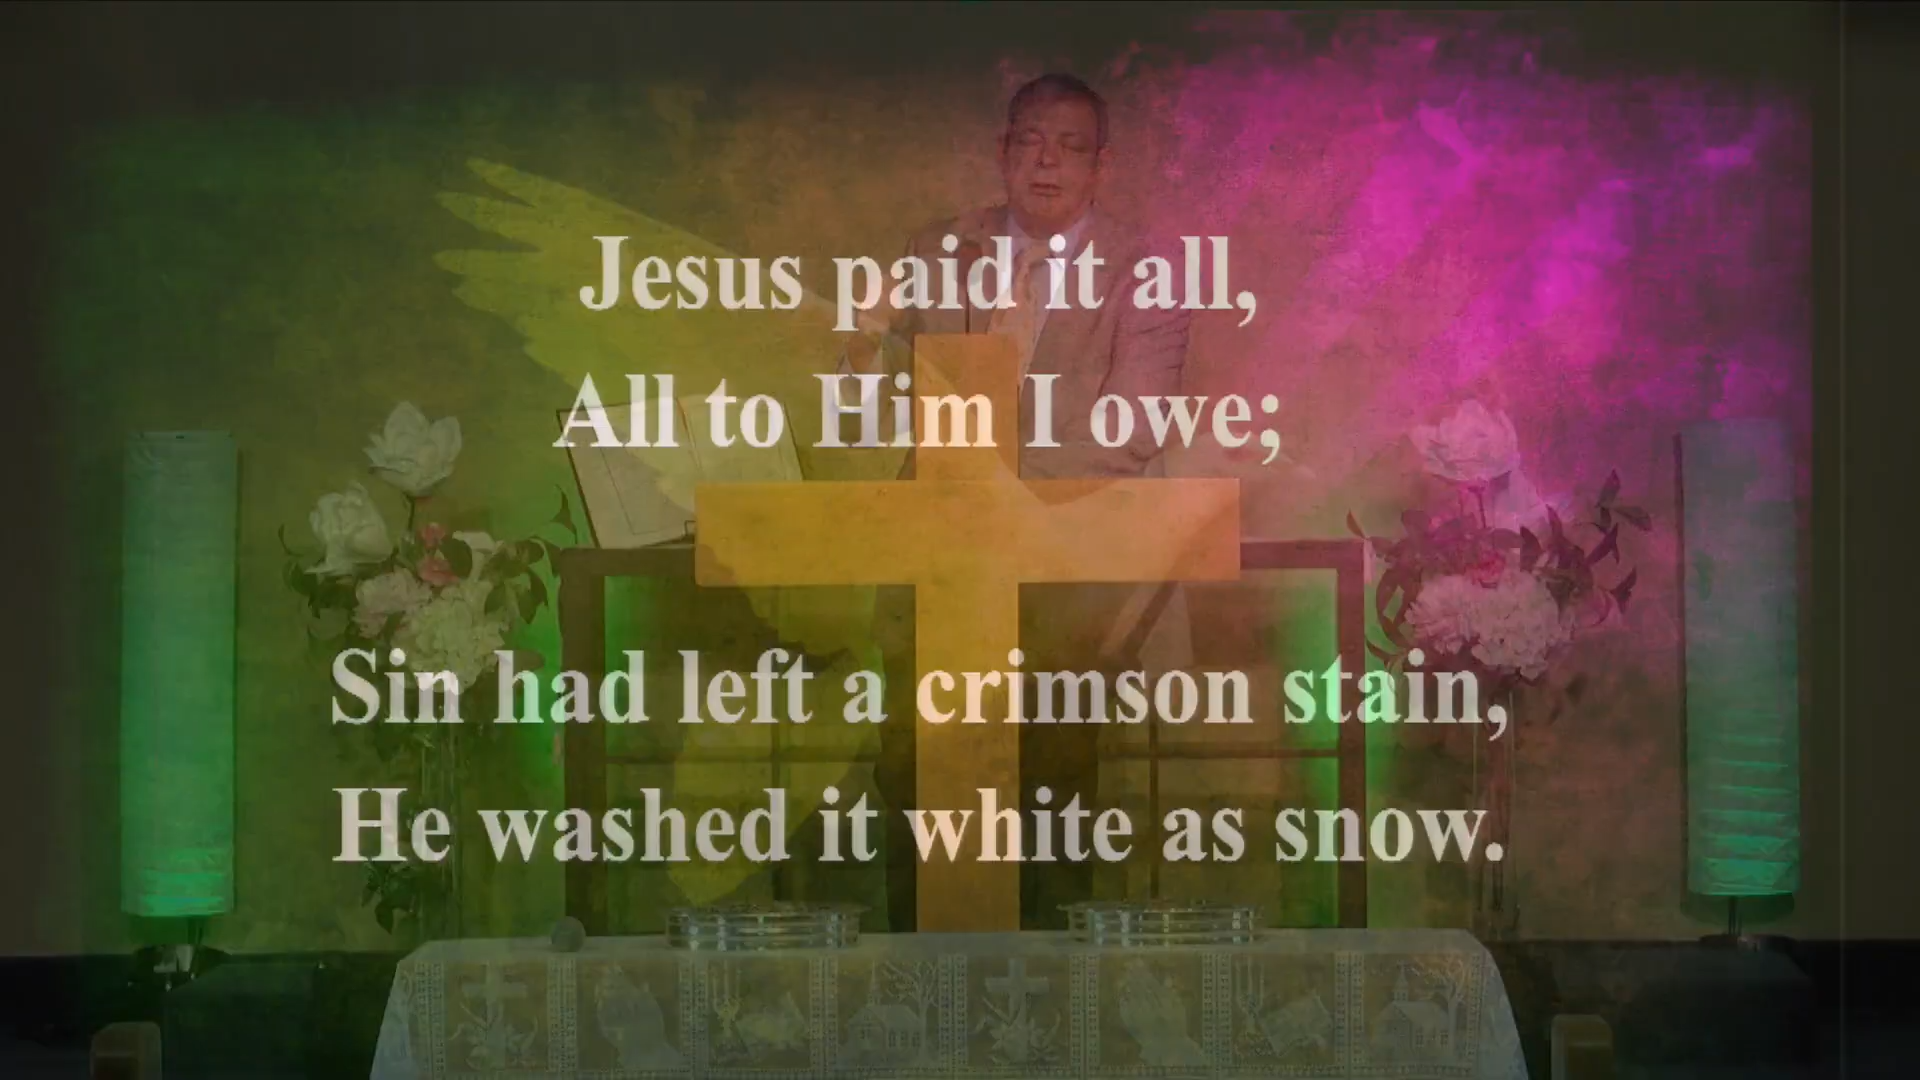 Jesus paid it all,
All to Him I owe;
Sin had left a crimson stain,
He washed it white as snow.